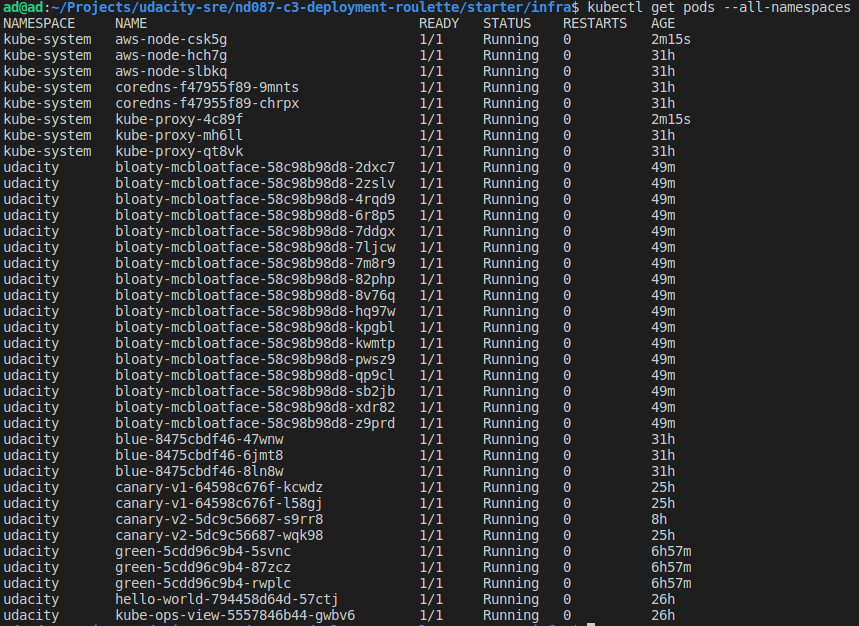 ad@ad:~/Projects/udacity-sre/nd087-c3-deployment-roulette/starter/infra$ kubectl get pods --all-namespaces
NAMESPACE     NAME                                READY   STATUS    RESTARTS   AGE
kube-system   aws-node-csk5g                      1/1     Running   0          2m15s
kube-system   aws-node-hch7g                      1/1     Running   0          31h
kube-system   aws-node-slbkq                      1/1     Running   0          31h
kube-system   coredns-f47955f89-9mnts             1/1     Running   0          31h
kube-system   coredns-f47955f89-chrpx             1/1     Running   0          31h
kube-system   kube-proxy-4c89f                    1/1     Running   0          2m15s
kube-system   kube-proxy-mh6ll                    1/1     Running   0          31h
kube-system   kube-proxy-qt8vk                    1/1     Running   0          31h
udacity       bloaty-mcbloatface-58c98b98d8-2dxc7   1/1     Running   0          49m
udacity       bloaty-mcbloatface-58c98b98d8-2zslv   1/1     Running   0          49m
udacity       bloaty-mcbloatface-58c98b98d8-4rqd9   1/1     Running   0          49m
udacity       bloaty-mcbloatface-58c98b98d8-6r8p5   1/1     Running   0          49m
udacity       bloaty-mcbloatface-58c98b98d8-7ddgx   1/1     Running   0          49m
udacity       bloaty-mcbloatface-58c98b98d8-7ljcw   1/1     Running   0          49m
udacity       bloaty-mcbloatface-58c98b98d8-7m8r9   1/1     Running   0          49m
udacity       bloaty-mcbloatface-58c98b98d8-82php   1/1     Running   0          49m
udacity       bloaty-mcbloatface-58c98b98d8-8v76q   1/1     Running   0          49m
udacity       bloaty-mcbloatface-58c98b98d8-hq97w   1/1     Running   0          49m
udacity       bloaty-mcbloatface-58c98b98d8-kpgbl   1/1     Running   0          49m
udacity       bloaty-mcbloatface-58c98b98d8-kwmtp   1/1     Running   0          49m
udacity       bloaty-mcbloatface-58c98b98d8-pwsz9   1/1     Running   0          49m
udacity       bloaty-mcbloatface-58c98b98d8-qp9cl   1/1     Running   0          49m
udacity       bloaty-mcbloatface-58c98b98d8-sb2jb   1/1     Running   0          49m
udacity       bloaty-mcbloatface-58c98b98d8-xdr82   1/1     Running   0          49m
udacity       bloaty-mcbloatface-58c98b98d8-z9prd   1/1     Running   0          49m
udacity       blue-8475cbdf46-47wnw               1/1     Running   0          31h
udacity       blue-8475cbdf46-6jmt8               1/1     Running   0          31h
udacity       blue-8475cbdf46-8ln8w               1/1     Running   0          31h
udacity       canary-v1-64598c676f-kcwdz          1/1     Running   0          25h
udacity       canary-v1-64598c676f-l58gj          1/1     Running   0          25h
udacity       canary-v2-5dc9c56687-s9rr8          1/1     Running   0          8h
udacity       canary-v2-5dc9c56687-wqk98          1/1     Running   0          25h
udacity       green-5cdd96c9b4-5svnc              1/1     Running   0          6h57m
udacity       green-5cdd96c9b4-87zcz              1/1     Running   0          6h57m
udacity       green-5cdd96c9b4-rwplc              1/1     Running   0          6h57m
udacity       hello-world-794458d64d-57ctj        1/1     Running   0          26h
udacity       kube-ops-view-5557846b44-gwbv6      1/1     Running   0          26h